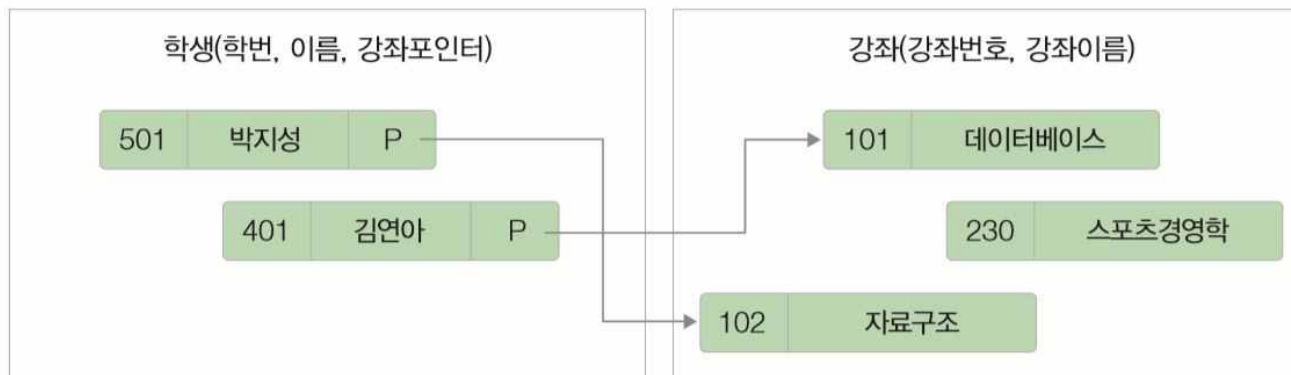 학생(학번, 이름, 강좌포인터)
501 박지성 P
401 김연아 P
강좌(강좌번호, 강좌이름)
101 데이터베이스
230 스포츠경영학
102 자료구조